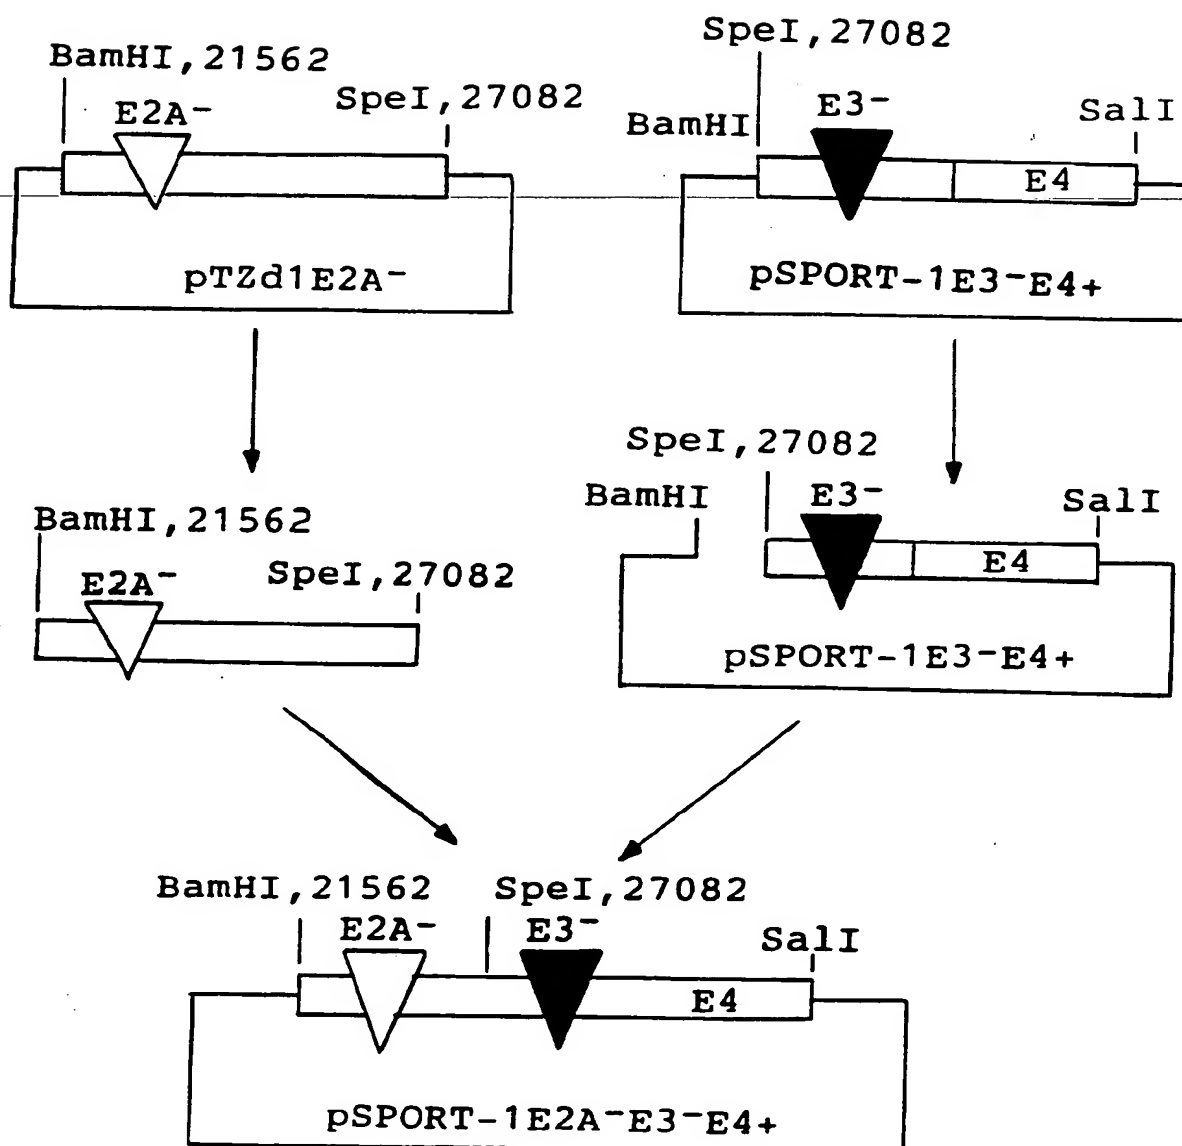 BamHI,21562
E2A-
SpeI,27082
pTZd1E2A-
SpeI,27082
BamHI
E3-
SalI
E4
pSPORT-1E3-E4+
BamHI,21562
E2A-
SpeI,27082
SpeI,27082
BamHI
E3-
SalI
E4
pSPORT-1E3-E4+
BamHI,21562
SpeI,27082
E2A-
E3-
SalI
E4
pSPORT-1E2A-E3-E4+